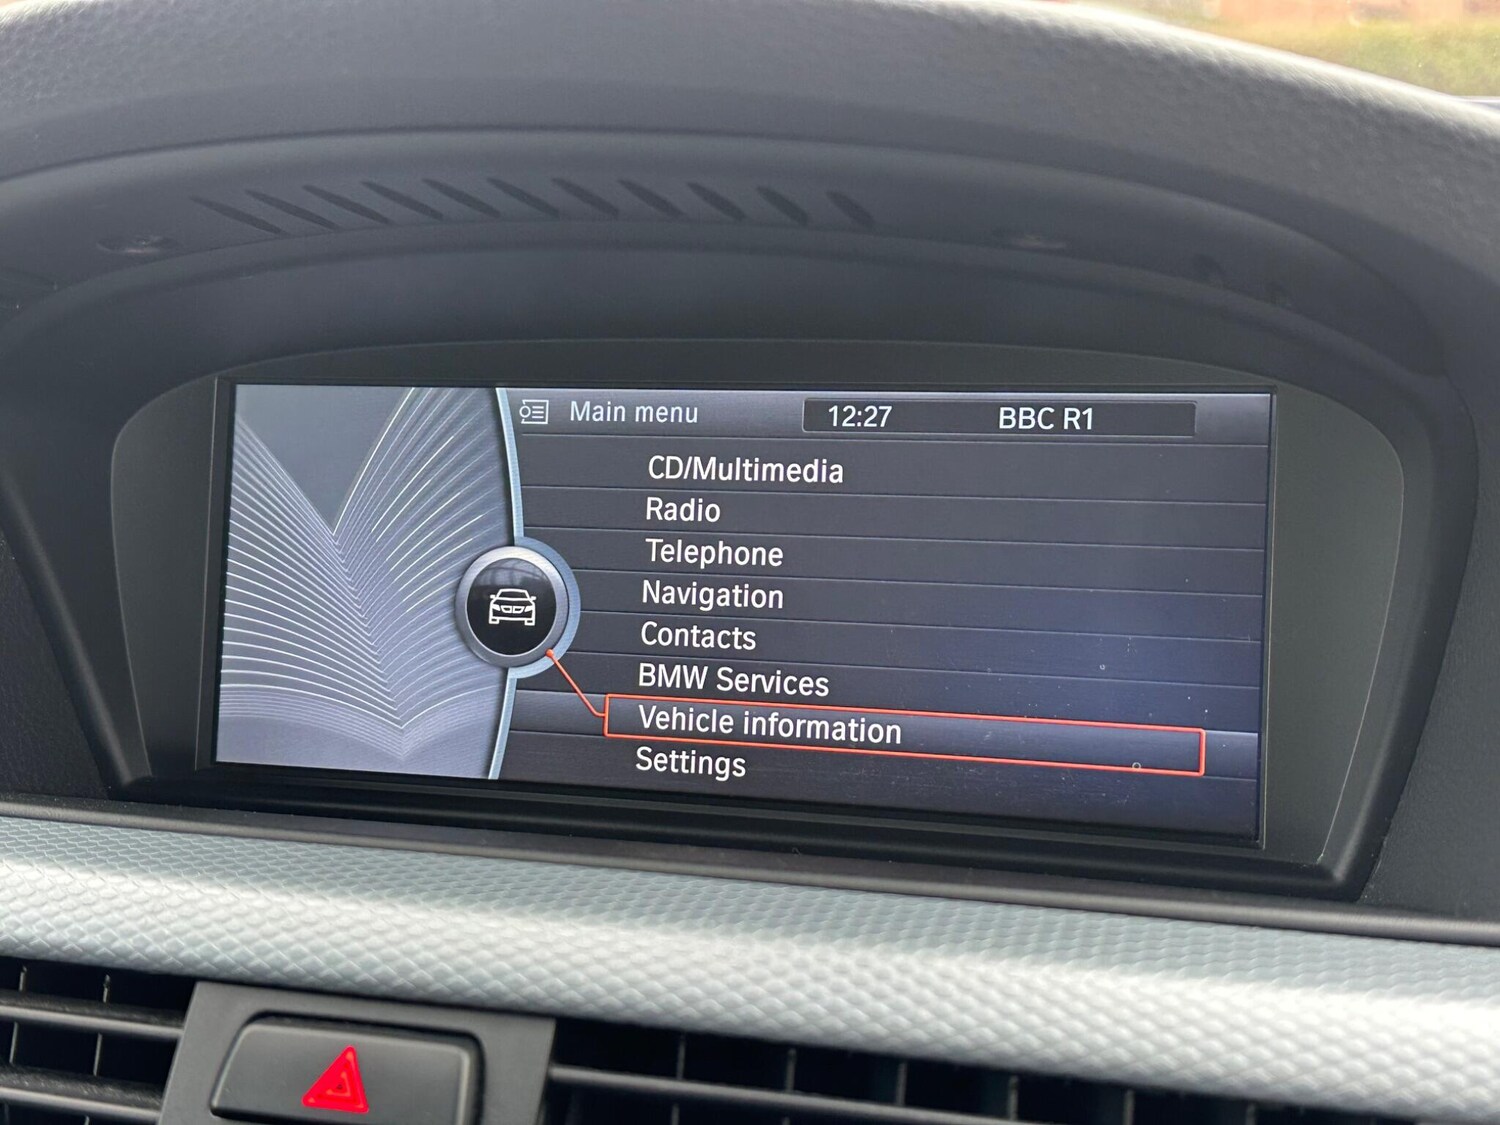 Main menu 12:27 BBC R1
CD/Multimedia
Radio
Telephone
Navigation
Contacts
BMW Services
Vehicle information
Settings